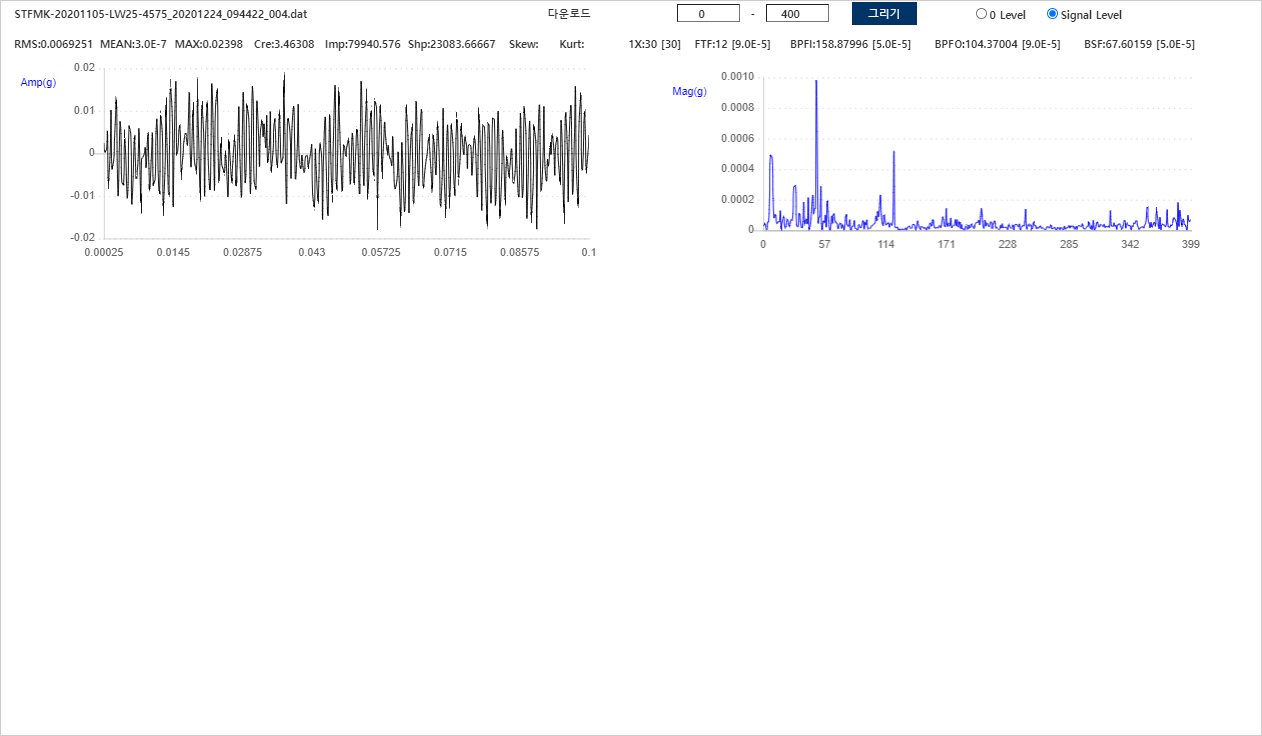 STFMK-20201105-LW25-4575_20201224_094422_004.dat 다운로드 0 - 400 그리기 0 Level Signal Level
RMS:0.0069251 MEAN:3.0E-7 MAX:0.02398 Cre:3.46308 Imp:79940.576 Shp:23083.66667 Skew: Kurt: 1X:30 [30] FTF:12 [9.0E-5] BPFI:158.87996 [5.0E-5] BPFO:104.37004 [9.0E-5] BSF:67.60159 [5.0E-5]
Amp(g)
0.02
0.01
0
-0.01
-0.02
0.00025 0.0145 0.02875 0.043 0.05725 0.0715 0.08575 0.1
Mag(g)
0.0010
0.0008
0.0006
0.0004
0.0002
0
0 57 114 171 228 285 342 399